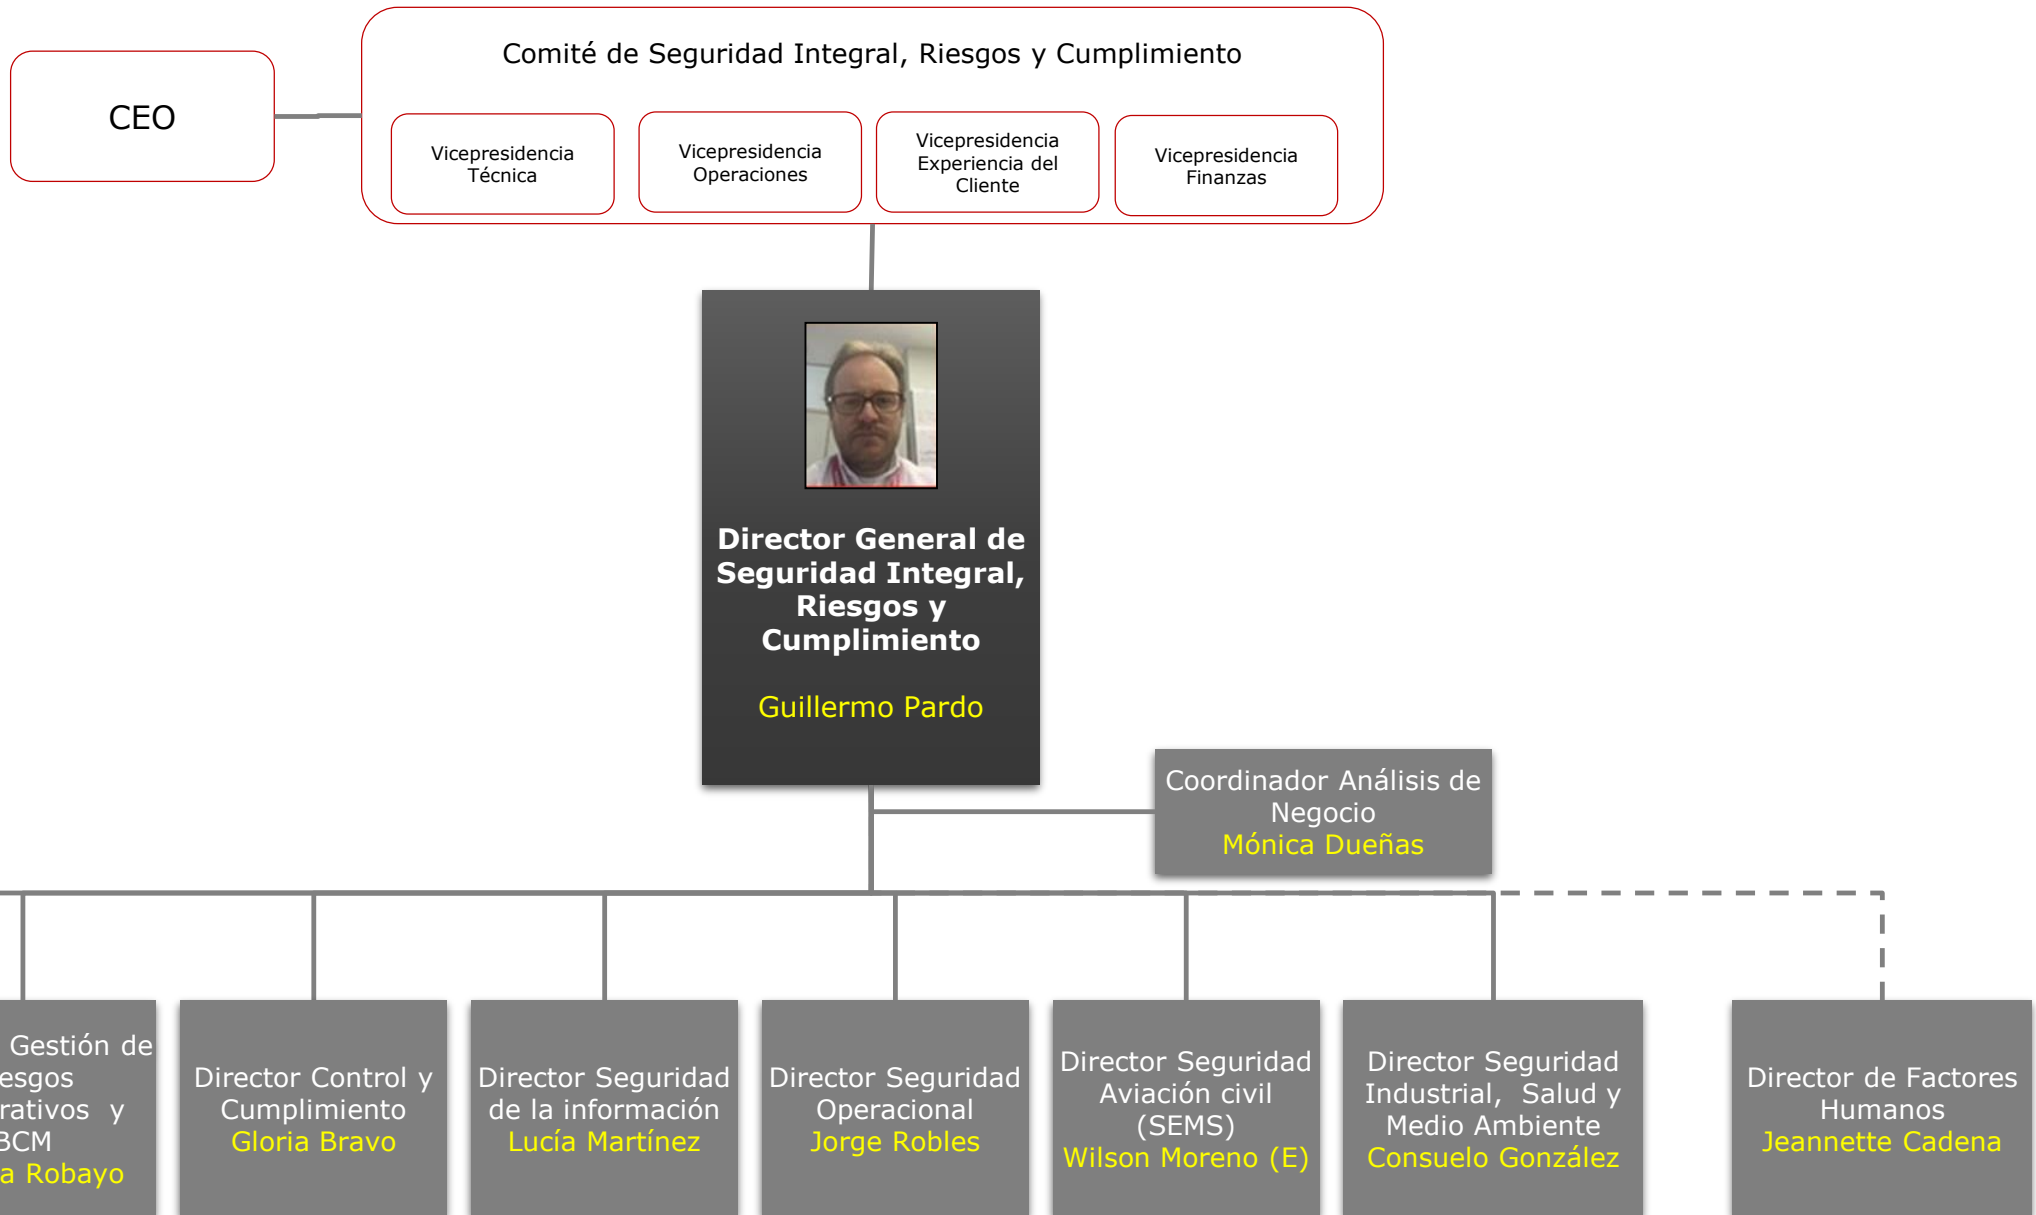 Comité de Seguridad Integral, Riesgos y Cumplimiento
CEO
Vicepresidencia
Técnica
Vicepresidencia
Operaciones
Vicepresidencia
Experiencia del
Cliente
Vicepresidencia
Finanzas
Director General de
Seguridad Integral,
Riesgos y
Cumplimiento
Guillermo Pardo
Coordinador Análisis de
Negocio
Mónica Dueñas
Gestión de
y
BCM
Robayo
Director Control y
Cumplimiento
Gloria Bravo
Director Seguridad
de la información
Lucía Martínez
Director Seguridad
Operacional
Jorge Robles
Director Seguridad
Aviación civil
(SEMS)
Wilson Moreno (E)
Director Seguridad
Industrial, Salud y
Medio Ambiente
Consuelo González
Director de Factores
Humanos
Jeannette Cadena